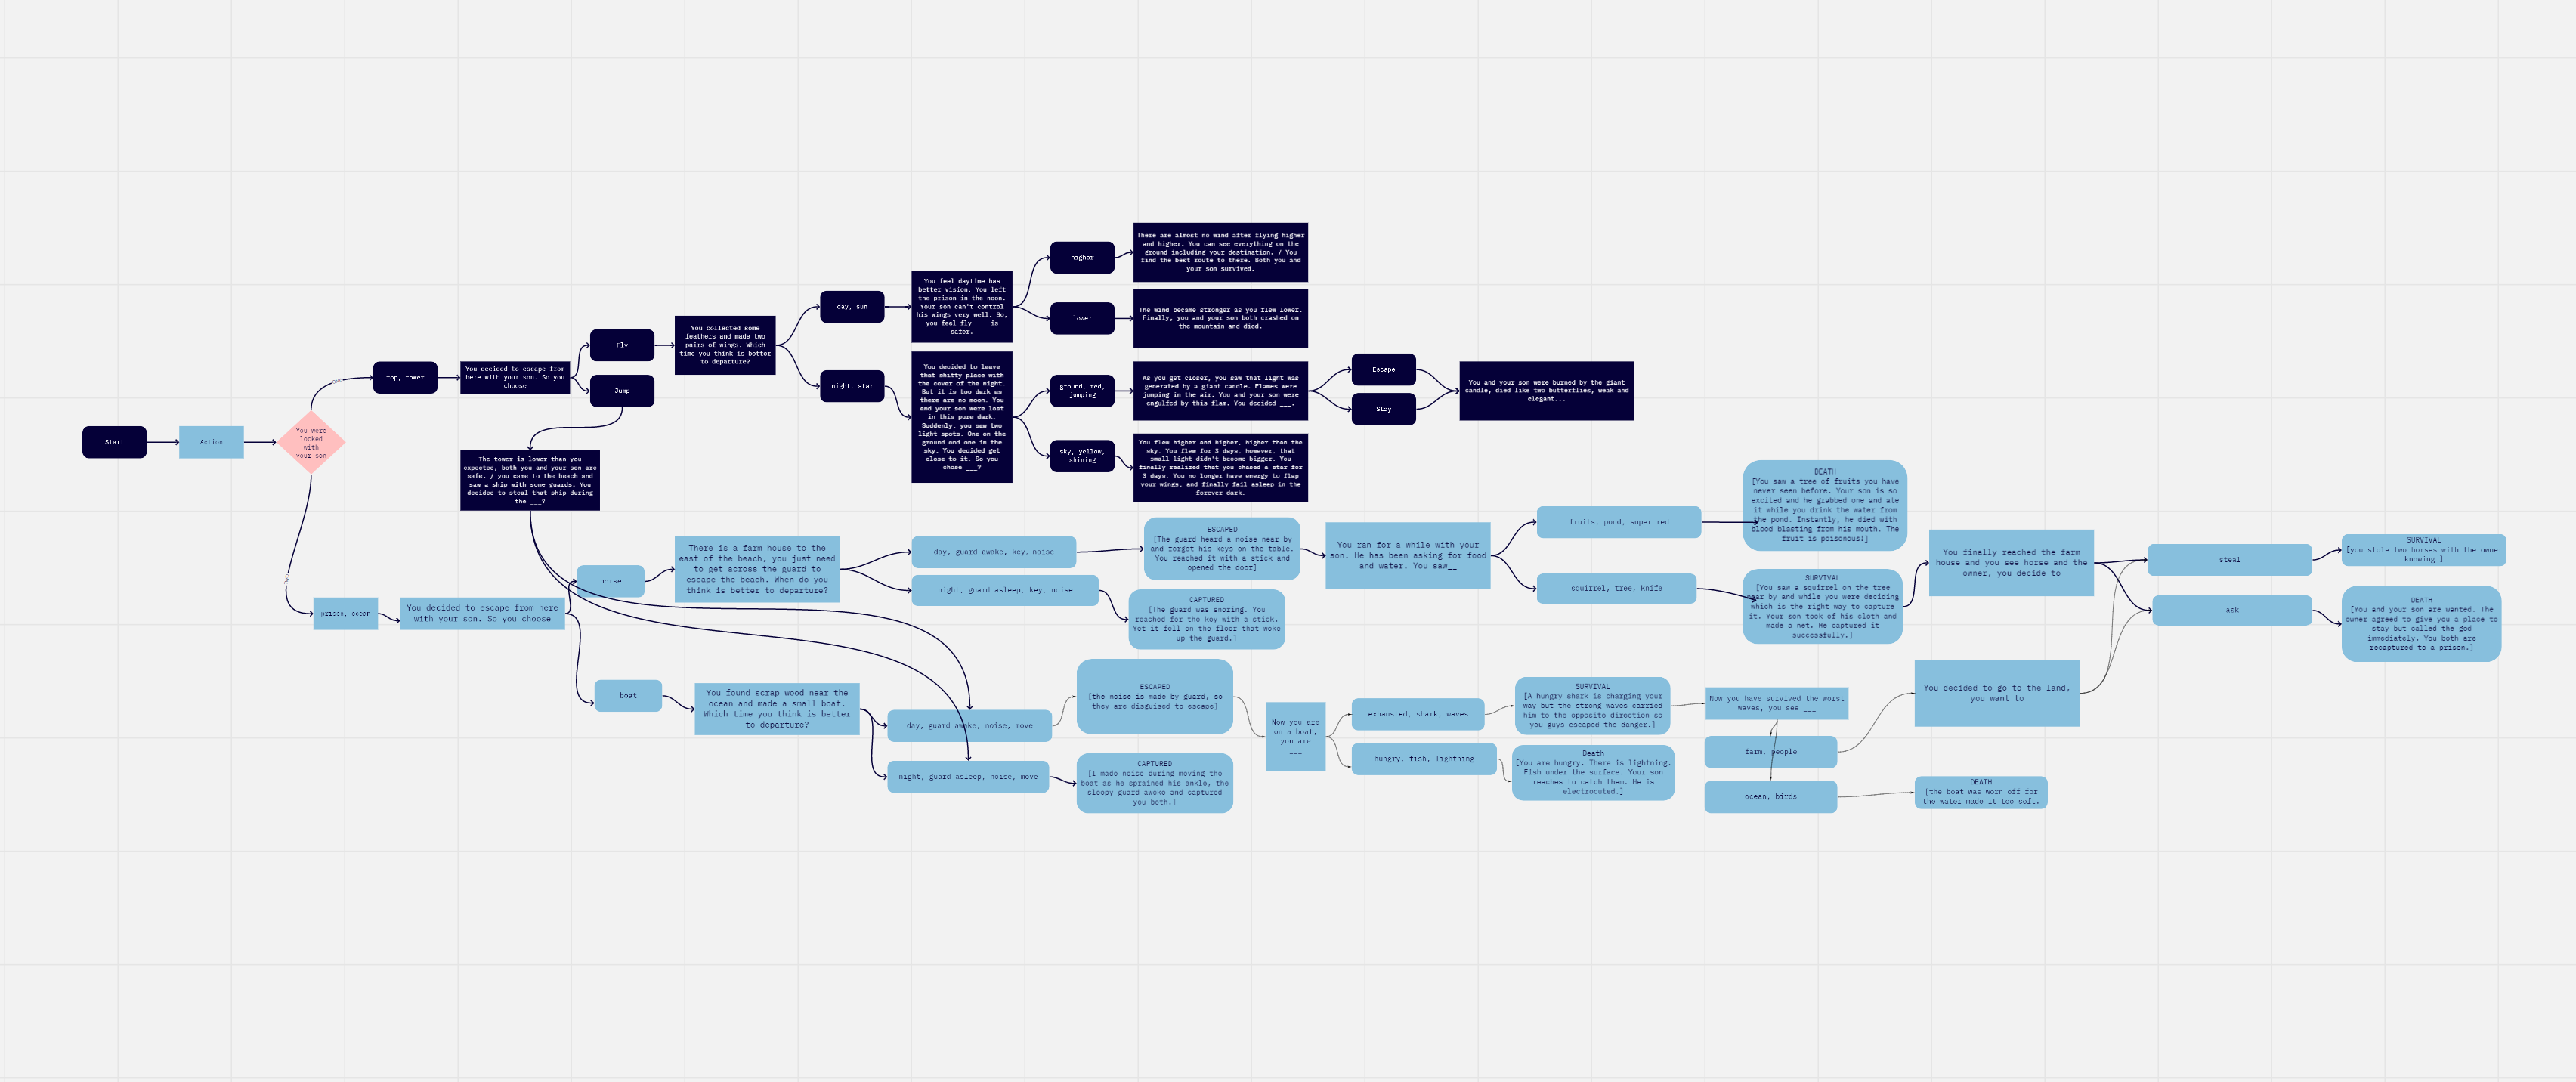 Start
Action
You were
locked
with
your son
one
two
top, tower
You decided to escape from
here with your son. So you
choose
Fly
Jump
You collected some
feathers and made two
pairs of wings. Which
time you think is better
to departure?
day, sun
night, star
You feel daytime has
better vision. You left
the prison in the noon.
Your son can't control
his wings very well. So,
you feel fly ___ is
safer.
higher
lower
There are almost no wind after flying higher
and higher. You can see everything on the
ground including your destination. / You
find the best route to there. Both you and
your son survived.
The wind became stronger as you flew lower.
Finally, you and your son both crashed on
the mountain and died.
You decided to leave
that shitty place with
the cover of the night.
But it is too dark as
there are no moon. You
and your son were lost
in this pure dark.
Suddenly, you saw two
light spots. One on the
ground and one in the
sky. You decided get
close to it. So you
chose ___?
ground, red,
jumping
sky, yellow,
shining
As you get closer, you saw that light was
generated by a giant candle. Flames were
jumping in the air. You and your son were
engulfed by this flam. You decided ___.
Escape
Stay
You and your son were burned by the giant
candle, died like two butterflies, weak and
elegant...
You flew higher and higher, higher than the
sky. You flew for 3 days, however, that
small light didn't become bigger. You
finally realized that you chased a star for
3 days. You no longer have energy to flap
your wings, and finally fall asleep in the
forever dark.
The tower is lower than you
expected, both you and your son are
safe. / you came to the beach and
saw a ship with some guards. You
decided to steal that ship during
the ___?
prison, ocean
You decided to escape from here
with your son. So you choose
horse
There is a farm house to the
east of the beach, you just need
to get across the guard to
escape the beach. When do you
think is better to departure?
day, guard awake, key, noise
night, guard asleep, key, noise
ESCAPED
[The guard heard a noise near by
and forgot his keys on the table.
You reached it with a stick and
opened the door]
CAPTURED
[The guard was snoring. You
reached for the key with a stick.
Yet it fell on the floor that woke
up the guard.]
You ran for a while with your
son. He has been asking for food
and water. You saw__
fruits, pond, super red
squirrel, tree, knife
DEATH
[You saw a tree of fruits you have
never seen before. Your son is so
excited and he grabbed one and ate
it while you drink the water from
the pond. Instantly, he died with
blood blasting from his mouth. The
fruit is poisonous!]
SURVIVAL
[You saw a squirrel on the tree
near by and while you were deciding
which is the right way to capture
it. Your son took of his cloth and
made a net. He captured it
successfully.]
You finally reached the farm
house and you see horse and the
owner, you decide to
steal
ask
SURVIVAL
[you stole two horses with the owner
knowing.]
DEATH
[You and your son are wanted. The
owner agreed to give you a place to
stay but called the god
immediately. You both are
recaptured to a prison.]
boat
You found scrap wood near the
ocean and made a small boat.
Which time you think is better
to departure?
day, guard awake, noise, move
night, guard asleep, noise, move
ESCAPED
[the noise is made by guard, so
they are disguised to escape]
CAPTURED
[I made noise during moving the
boat as he sprained his ankle, the
sleepy guard awoke and captured
you both.]
Now you are
on a boat,
you are
___
exhausted, shark, waves
hungry, fish, lightning
SURVIVAL
[A hungry shark is charging your
way but the strong waves carried
him to the opposite direction so
you guys escaped the danger.]
Death
[You are hungry. There is lightning.
Fish under the surface. Your son
reaches to catch them. He is
electrocuted.]
Now you have survived the worst
waves, you see ___
farm, people
ocean, birds
You decided to go to the land,
you want to
DEATH
[the boat was worn off for
the water made it too soft.